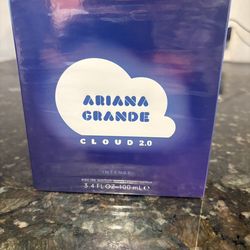 ARIANA
GRANDE
CLOUD 2.0
INTENSE
3.4 FL OZ 100 mL ℮